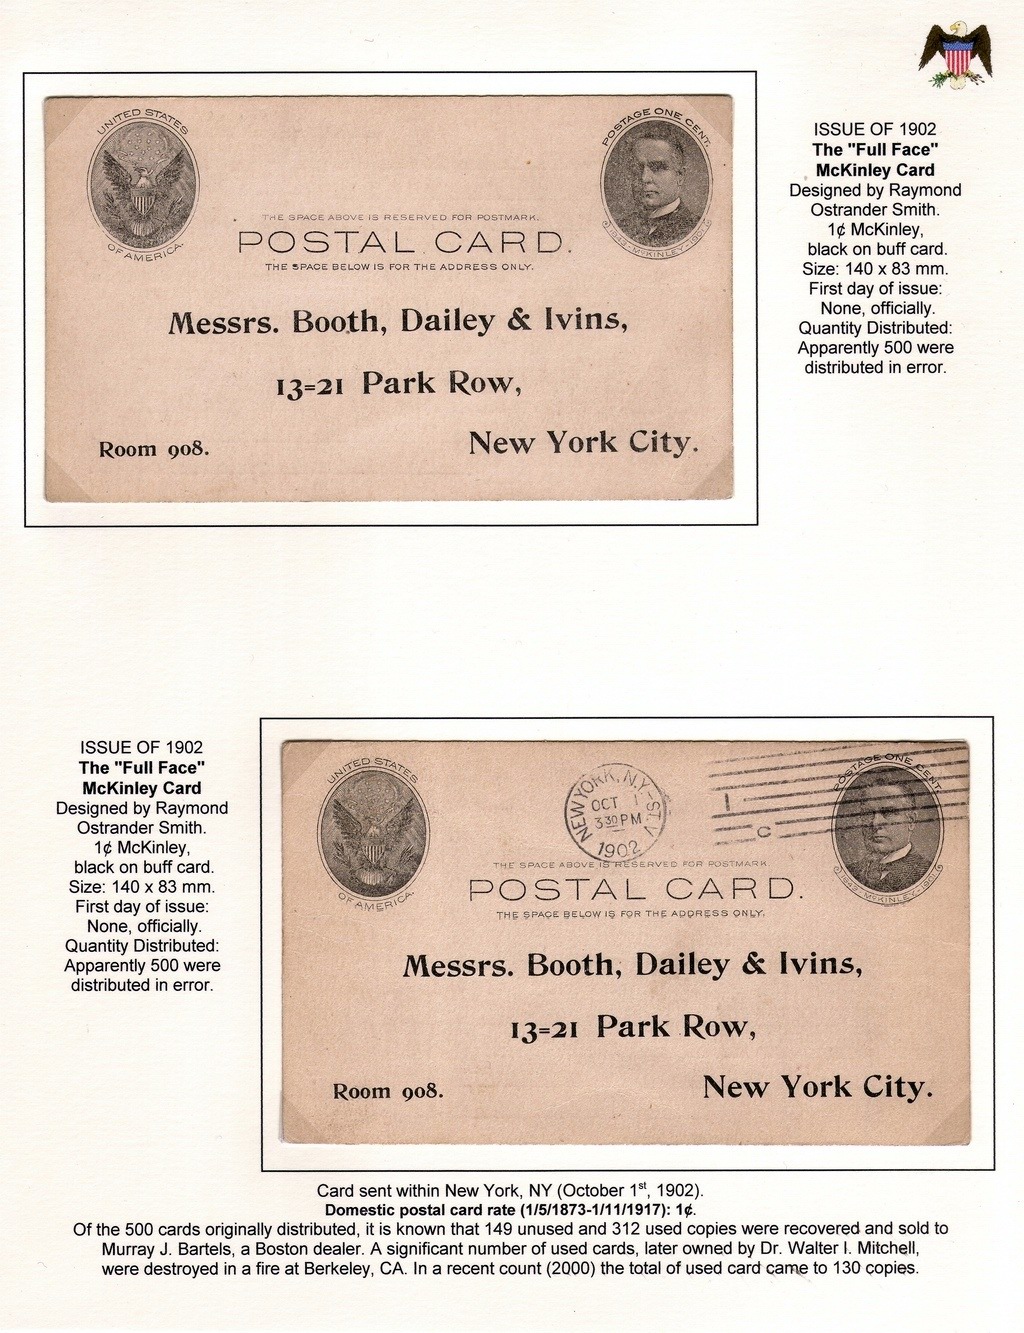 UNITED STATES
OF AMERICA.
POSTAGE ONE CENT.
1843-McKINLEY-1901
THE SPACE ABOVE IS RESERVED FOR POSTMARK.
POSTAL CARD.
THE SPACE BELOW IS FOR THE ADDRESS ONLY.
Messrs. Booth, Dailey & Ivins,
13=21 Park Row,
Room 908.
New York City.
ISSUE OF 1902
The "Full Face"
McKinley Card
Designed by Raymond
Ostrander Smith.
1¢ McKinley,
black on buff card.
Size: 140 x 83 mm.
First day of issue:
None, officially.
Quantity Distributed:
Apparently 500 were
distributed in error.
ISSUE OF 1902
The "Full Face"
McKinley Card
Designed by Raymond
Ostrander Smith.
1¢ McKinley,
black on buff card.
Size: 140 x 83 mm.
First day of issue:
None, officially.
Quantity Distributed:
Apparently 500 were
distributed in error.
UNITED STATES
OF AMERICA.
NEW YORK, N.Y.-ST. V
OCT 1
3 30 PM
1902
1
C
POSTAGE ONE CENT.
1843-McKINLEY-1901
THE SPACE ABOVE IS RESERVED FOR POSTMARK
POSTAL CARD.
THE SPACE BELOW IS FOR THE ADDRESS ONLY.
Messrs. Booth, Dailey & Ivins,
13=21 Park Row,
Room 908.
New York City.
Card sent within New York, NY (October 1st, 1902).
Domestic postal card rate (1/5/1873-1/11/1917): 1¢.
Of the 500 cards originally distributed, it is known that 149 unused and 312 used copies were recovered and sold to
Murray J. Bartels, a Boston dealer. A significant number of used cards, later owned by Dr. Walter I. Mitchell,
were destroyed in a fire at Berkeley, CA. In a recent count (2000) the total of used card came to 130 copies.